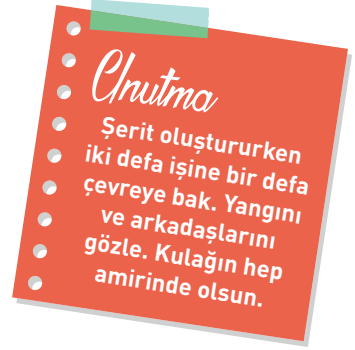 Unutma
Şerit oluştururken
iki defa işine bir defa
çevreye bak. Yangını
ve arkadaşlarını
gözle. Kulağın hep
amirinde olsun.